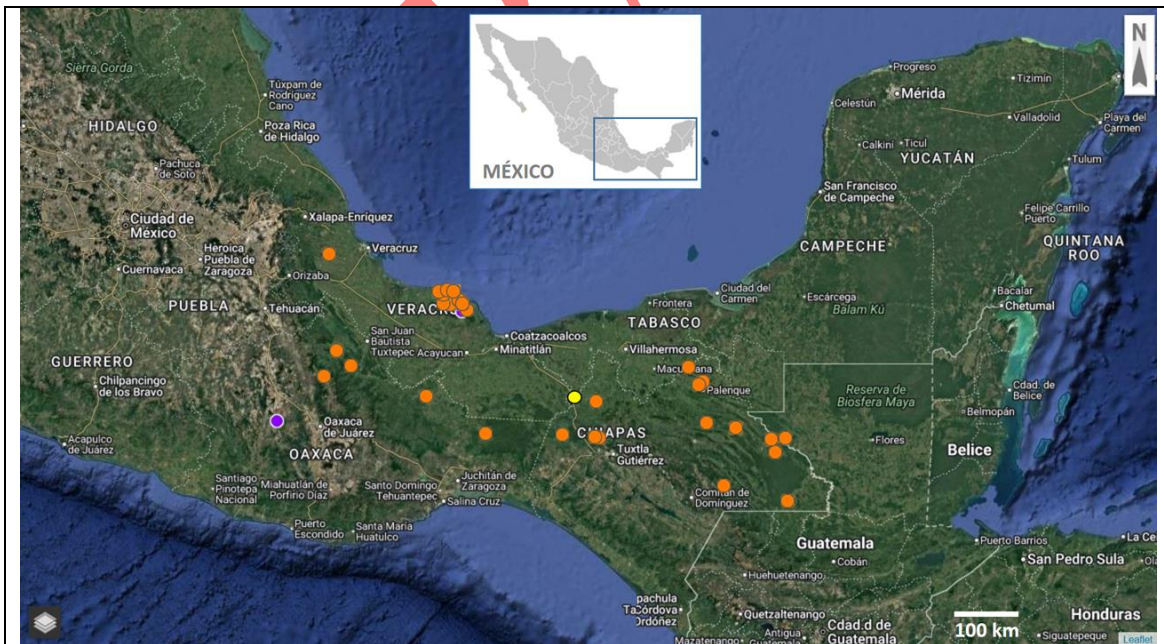 N
Progreso
Tizimín
Mérida
Celestún
Valladolid
Playa del
Carmen
Calkiní
Ticul
YUCATÁN
Tulum
Sierra Gorda
Túxpam de
Rodríguez
Cano
HIDALGO
Poza Rica
de Hidalgo
Pachuca
de Soto
MÉXICO
San Francisco
de Campeche
Felipe Carrillo
Puerto
Xalapa-Enríquez
Ciudad de
México
Veracruz
Heroica
Puebla de
Zaragoza
Cuernavaca
Orizaba
CAMPECHE
QUINTANA
ROO
Bacalar
Chetumal
Ciudad del
Carmen
Escárcega
Balam Kú
Frontera
PUEBLA
Tehuacán
TABASCO
San Juan
Bautista
Tuxtepec
Acayucan
Coatzacoalcos
Minatitlán
Villahermosa
GUERRERO
Chilpancingo
de los Bravo
Palenque
Reserva de
Biosfera Maya
Cdad. de
Belice
Belmopán
Flores
Belice
Acapulco
de Juárez
Oaxaca
de Juárez
OAXACA
CHIAPAS
Tuxtla
Gutiérrez
Santiago
Pinotepa
Nacional
Miahuatlán de
Porfirio Díaz
Santo Domingo
Tehuantepec
Juchitán de
Zaragoza
Salina Cruz
Comitán de
Domínguez
Puerto
Escondido
Santa María
Huatulco
Guatemala
Cobán
Puerto Barrios
San Pedro Sula
Huehuetenango
Quetzaltenango
Antigua
Guatemala
Cdad.d de
Guatemala
Honduras
Siguatepeque
100 km
Leaflet